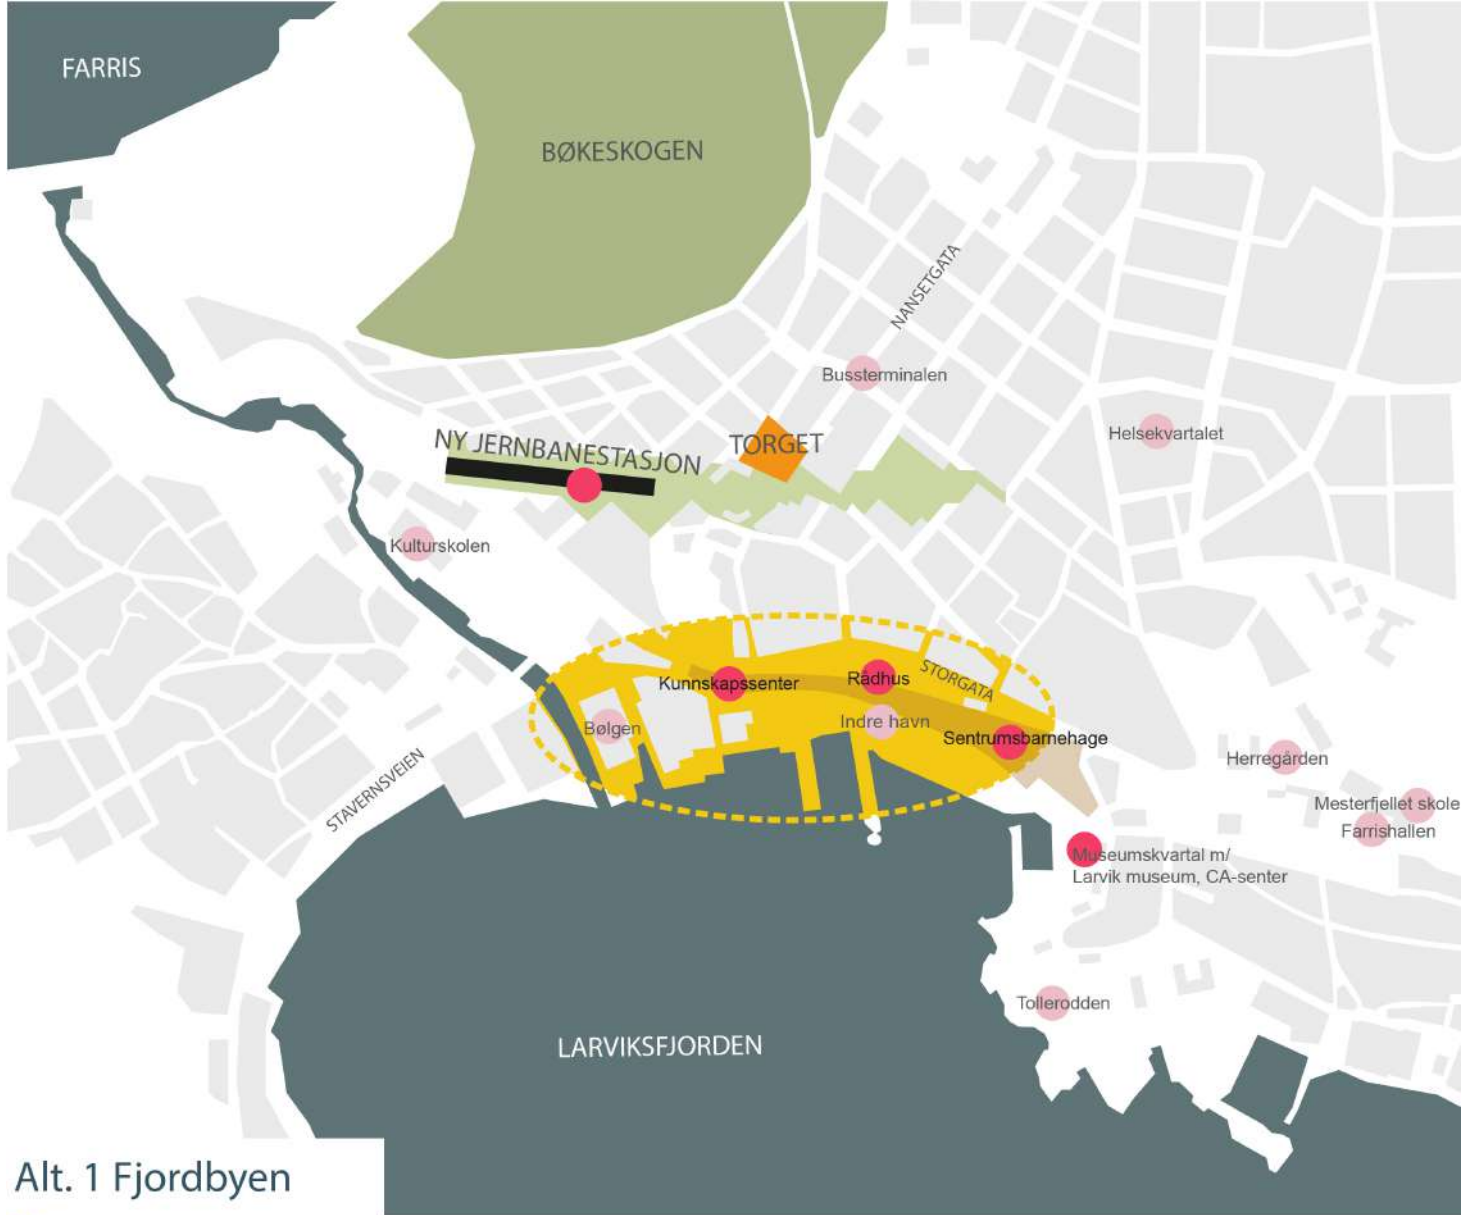 FARRIS
BØKESKOGEN
NANSETGATA
Bussterminalen
NY JERNBANESTASJON
TORGET
Helsekvartalet
Kulturskolen
Kunnskapssenter
Rådhus
STORGATA
Bølgen
Indre havn
Sentrumsbarnehage
STAVERNSVEIEN
Herregården
Mesterfjellet skole
Farrishallen
Museumskvartal m/
Larvik museum, CA-senter
Tollerodden
LARVIKSFJORDEN
Alt. 1 Fjordbyen